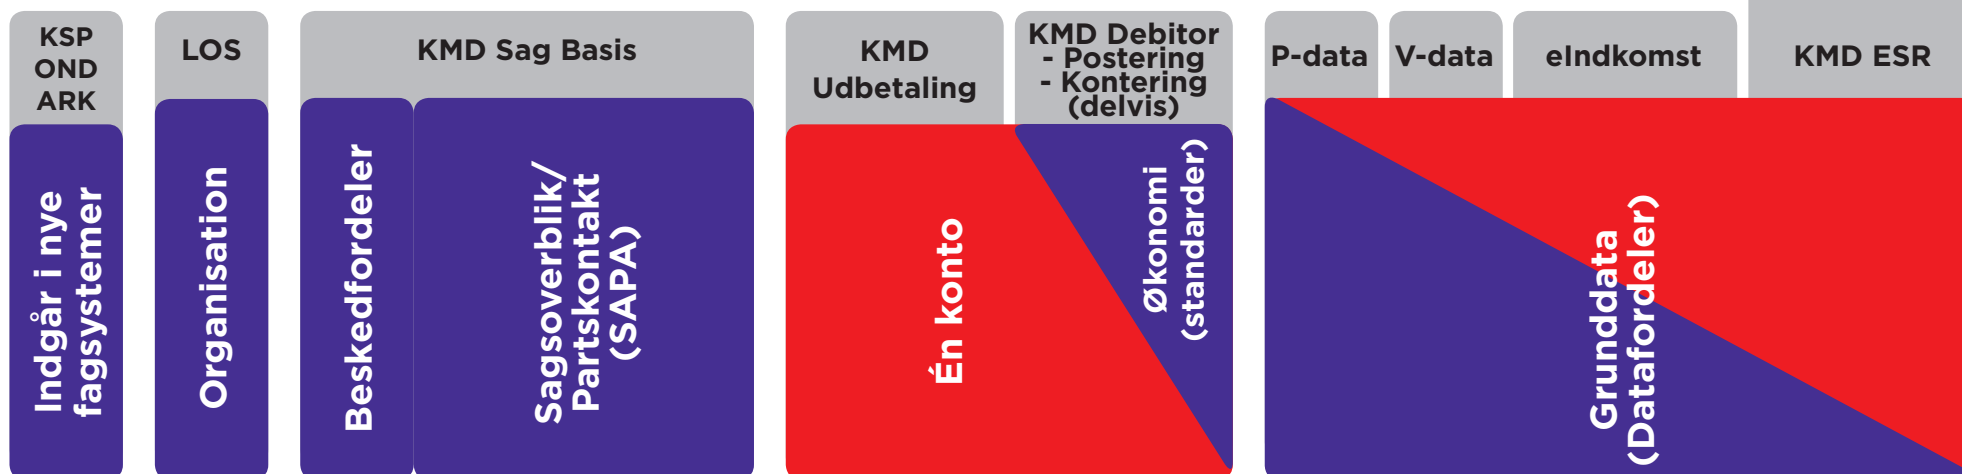 KSP
OND
ARK
Indgår i nye
fagsystemer
LOS
Organisation
KMD Sag Basis
Beskedfordeler
Sagsoverblik/
Partskontakt
(SAPA)
KMD
Udbetaling
KMD Debitor
- Postering
- Kontering
(delvis)
Én konto
Økonomi
(standarder)
P-data
V-data
eIndkomst
KMD ESR
Grunddata
(Datafordeler)